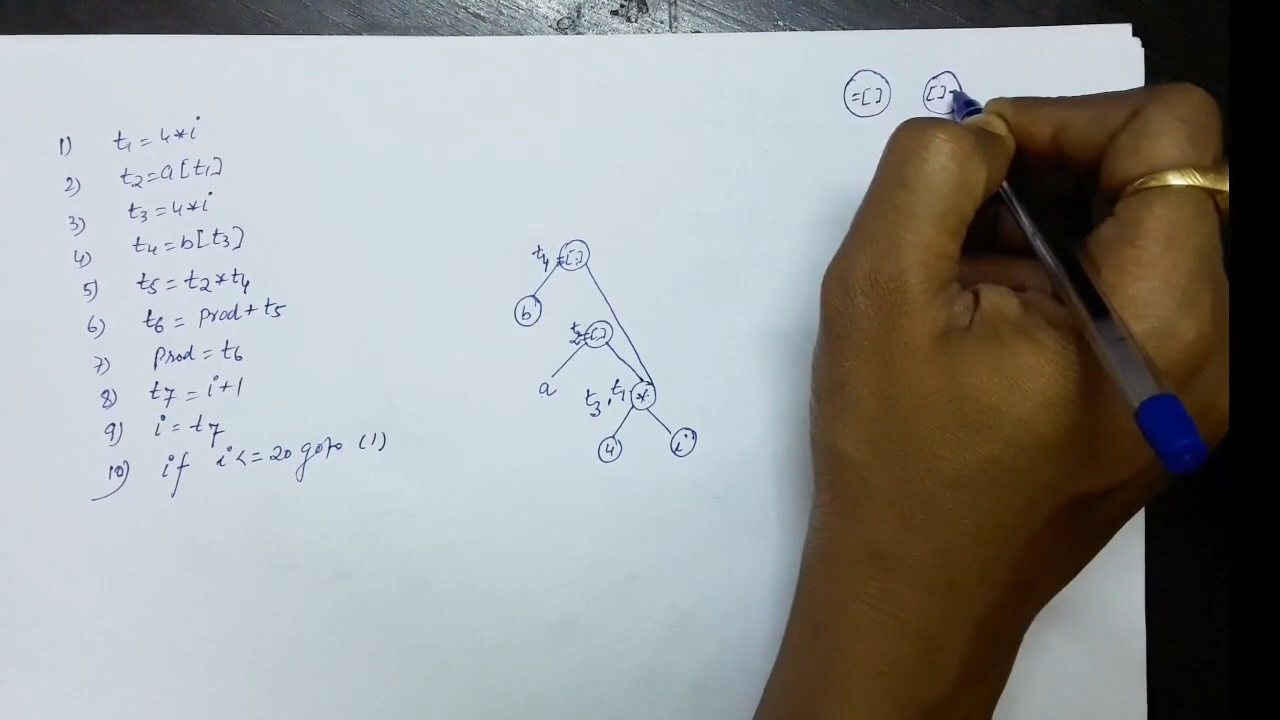 =[] []
1) t1 = 4*i
2) t2 = a[t1]
3) t3 = 4*i
4) t4 = b[t3]
5) t5 = t2*t4
6) t6 = Prod + t5
7) Prod = t6
8) t7 = i+1
9) i = t7
10) if i <= 20 goto (1)
t4 =[]
b
t2 =[]
a
t3, t1 *
4 i